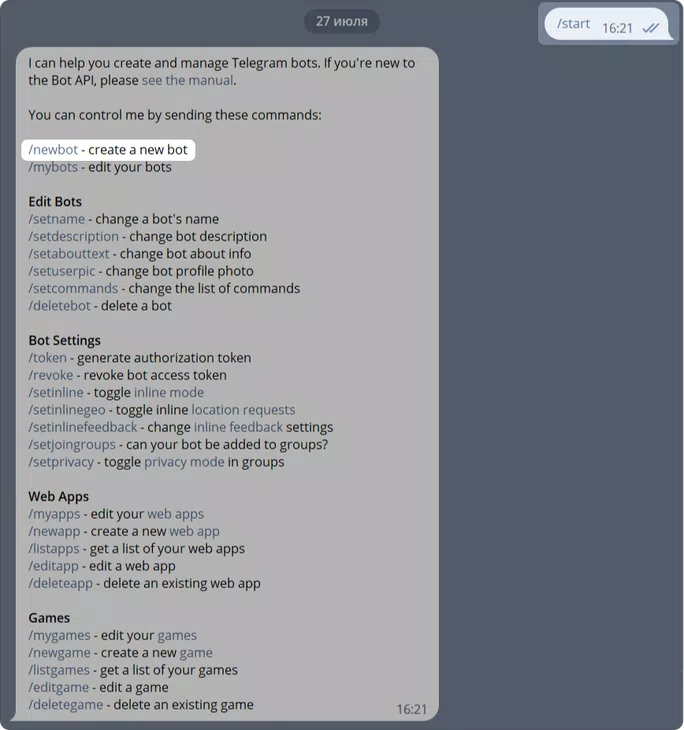 27 июля
/start 16:21
I can help you create and manage Telegram bots. If you're new to
the Bot API, please see the manual.
You can control me by sending these commands:
/newbot - create a new bot
/mybots - edit your bots
Edit Bots
/setname - change a bot's name
/setdescription - change bot description
/setabouttext - change bot about info
/setuserpic - change bot profile photo
/setcommands - change the list of commands
/deletebot - delete a bot
Bot Settings
/token - generate authorization token
/revoke - revoke bot access token
/setinline - toggle inline mode
/setinlinegeo - toggle inline location requests
/setinlinefeedback - change inline feedback settings
/setjoingroups - can your bot be added to groups?
/setprivacy - toggle privacy mode in groups
Web Apps
/myapps - edit your web apps
/newapp - create a new web app
/listapps - get a list of your web apps
/editapp - edit a web app
/deleteapp - delete an existing web app
Games
/mygames - edit your games
/newgame - create a new game
/listgames - get a list of your games
/editgame - edit a game
/deletegame - delete an existing game
16:21